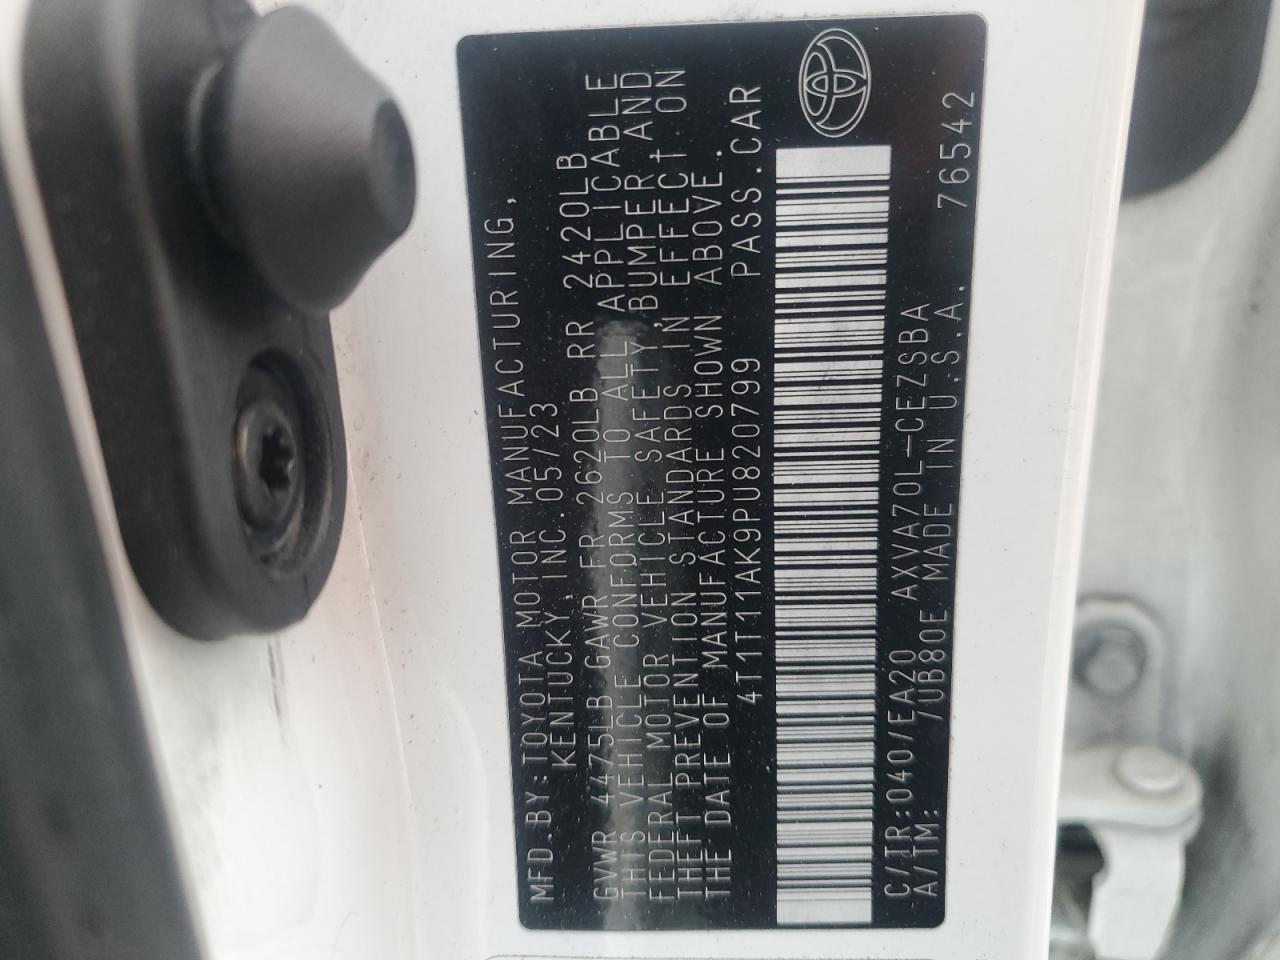 MFD.BY:TOYOTA MOTOR MANUFACTURING,
KENTUCKY,INC.05/23
GVWR 4475LB GAWR FR 2620LB RR 2420LB
THIS VEHICLE CONFORMS TO ALL APPLICABLE
FEDERAL MOTOR VEHICLE SAFETY,BUMPER,AND
THEFT PREVENTION STANDARDS IN EFFECT ON
THE DATE OF MANUFACTURE SHOWN ABOVE.
4T1T11AK9PU820799 PASS.CAR
C/TR:040/EA20 AXVA70L-CEZSBA
A/TM: /UB80E MADE IN U.S.A. 76542